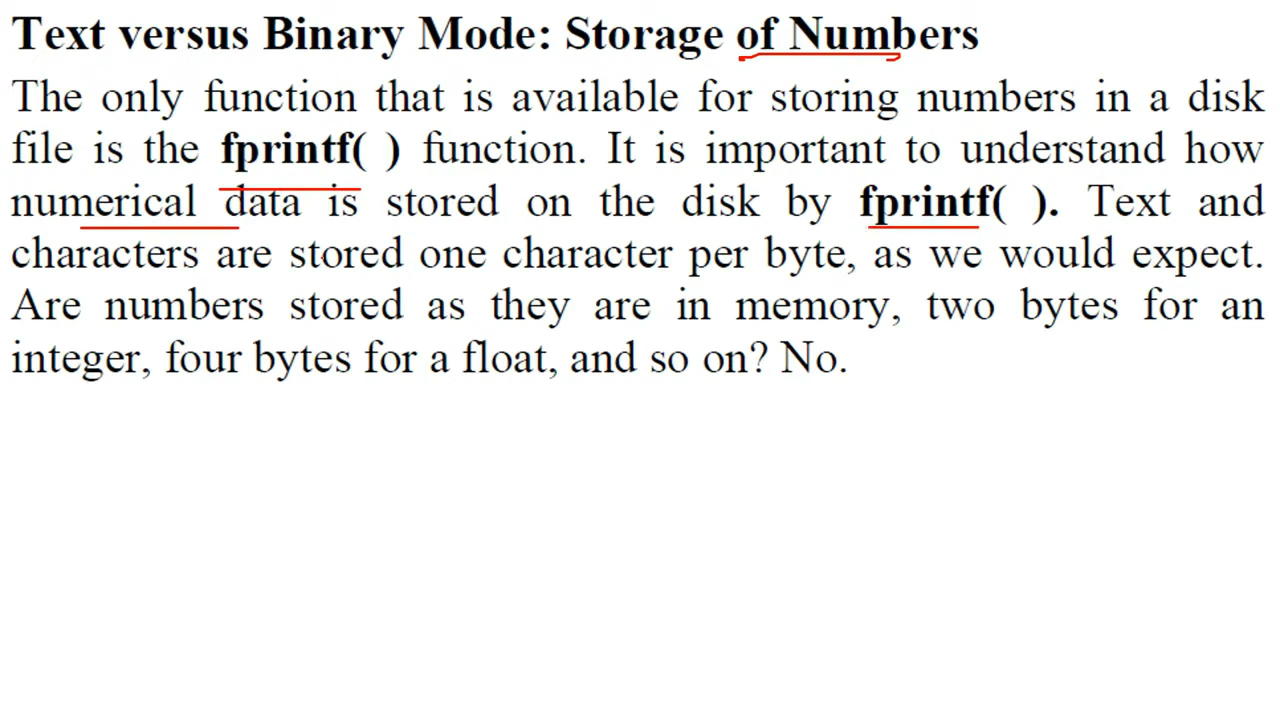 Text versus Binary Mode: Storage of Numbers
The only function that is available for storing numbers in a disk
file is the fprintf( ) function. It is important to understand how
numerical data is stored on the disk by fprintf( ). Text and
characters are stored one character per byte, as we would expect.
Are numbers stored as they are in memory, two bytes for an
integer, four bytes for a float, and so on? No.